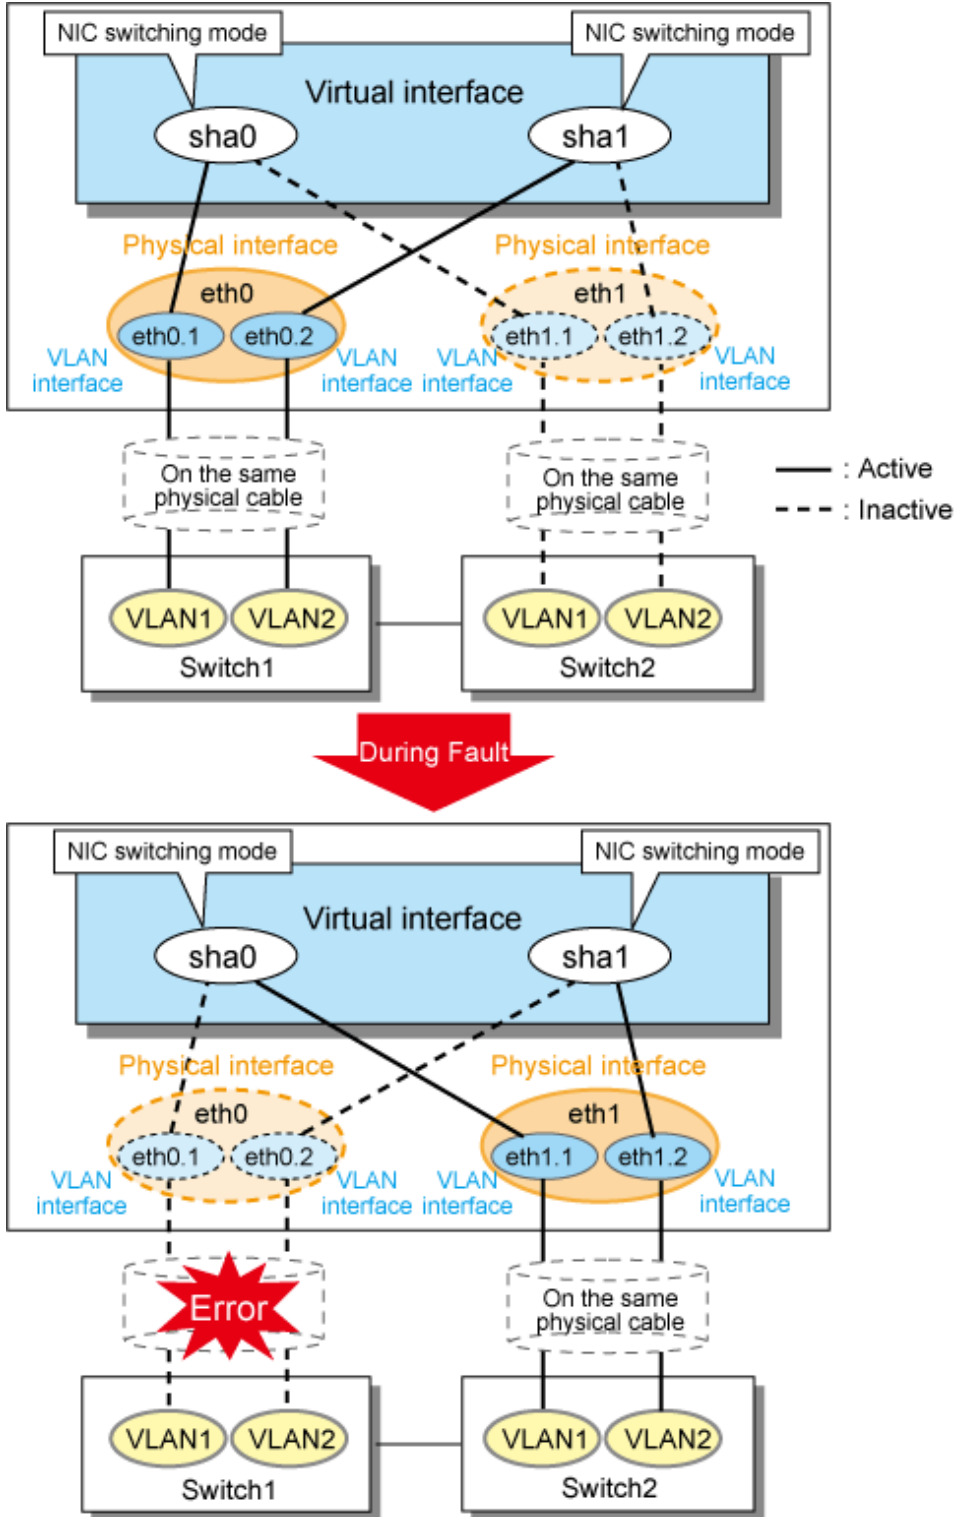 NIC switching mode
NIC switching mode
Virtual interface
sha0
sha1
Physical interface
Physical interface
eth0
eth1
eth0.1
eth0.2
eth1.1
eth1.2
VLAN
interface
VLAN
interface
VLAN
interface
VLAN
interface
On the same
physical cable
On the same
physical cable
: Active
: Inactive
VLAN1
VLAN2
VLAN1
VLAN2
Switch1
Switch2
During Fault
NIC switching mode
NIC switching mode
Virtual interface
sha0
sha1
Physical interface
Physical interface
eth0
eth1
eth0.1
eth0.2
eth1.1
eth1.2
VLAN
interface
VLAN
interface
VLAN
interface
VLAN
interface
Error
On the same
physical cable
VLAN1
VLAN2
VLAN1
VLAN2
Switch1
Switch2